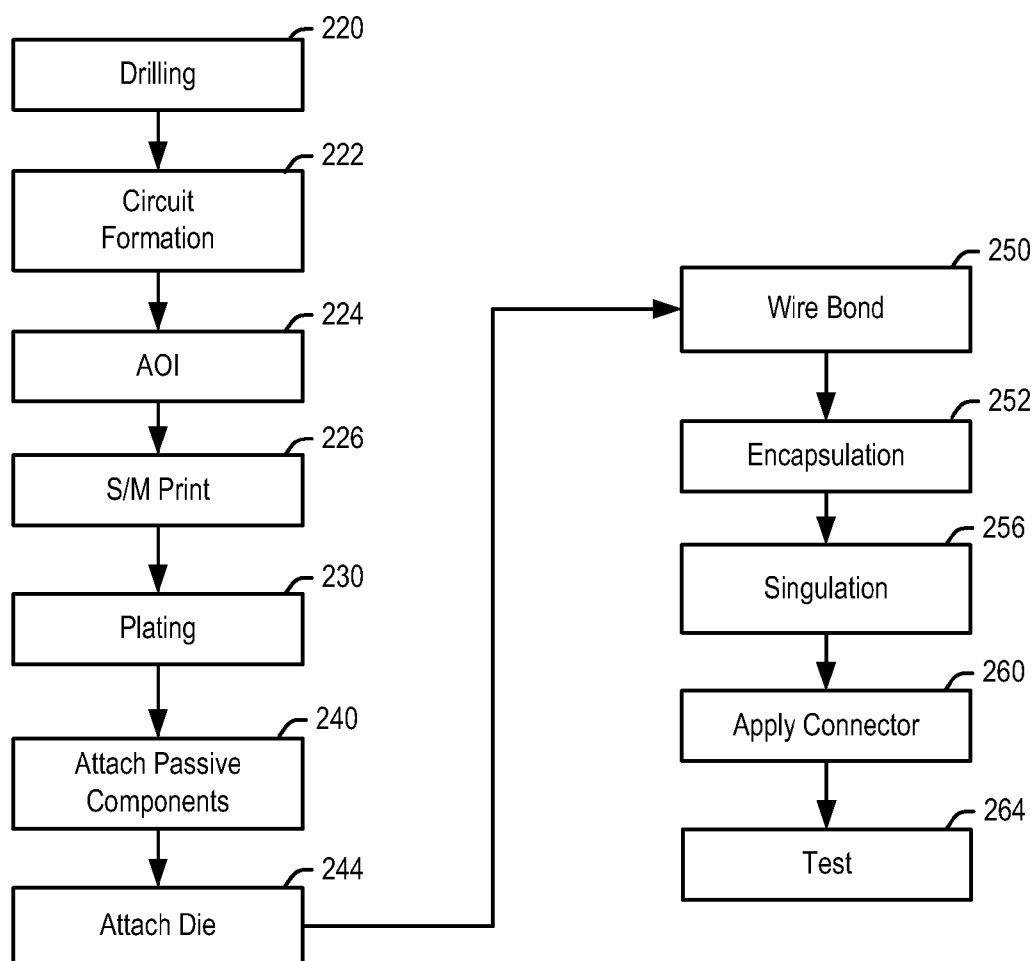 220
Drilling
222
Circuit
Formation
224
AOI
226
S/M Print
230
Plating
240
Attach Passive
Components
244
Attach Die
250
Wire Bond
252
Encapsulation
256
Singulation
260
Apply Connector
264
Test